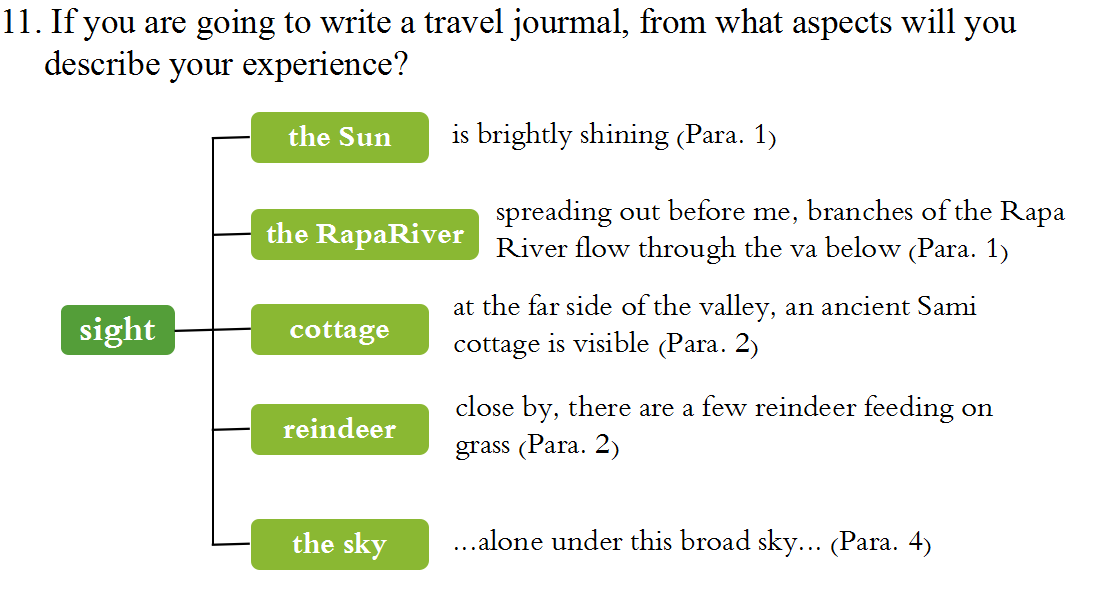 11. If you are going to write a travel jourmal, from what aspects will you
describe your experience?
the Sun
is brightly shining (Para. 1)
the RapaRiver
spreading out before me, branches of the Rapa
River flow through the va below (Para. 1)
sight
cottage
at the far side of the valley, an ancient Sami
cottage is visible (Para. 2)
reindeer
close by, there are a few reindeer feeding on
grass (Para. 2)
the sky
...alone under this broad sky... (Para. 4)